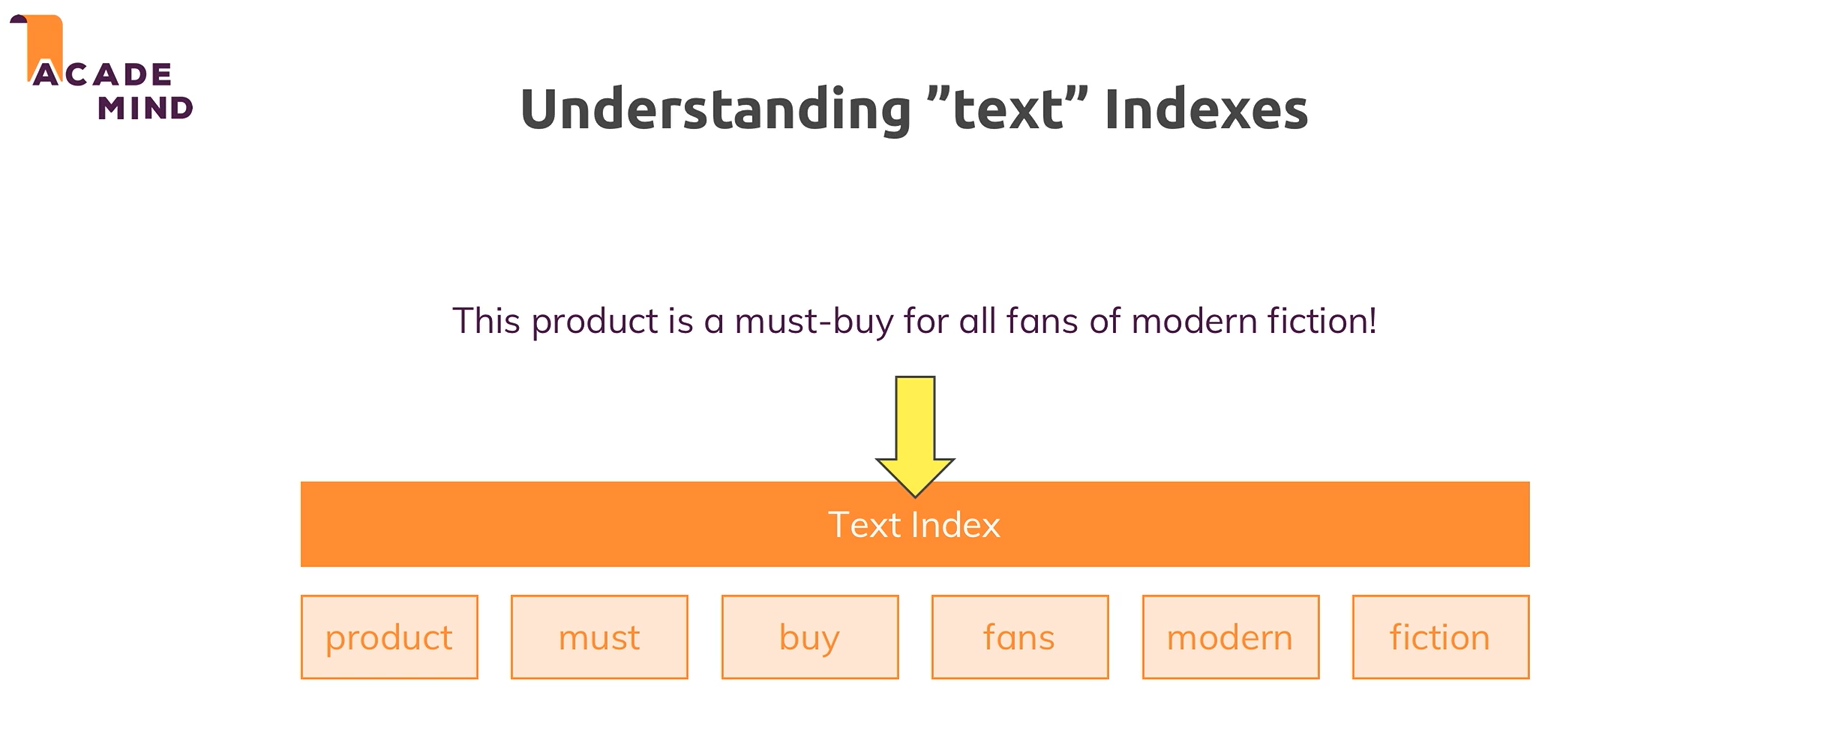 ACADE
MIND
Understanding ”text” Indexes
This product is a must-buy for all fans of modern fiction!
Text Index
product must buy fans modern fiction